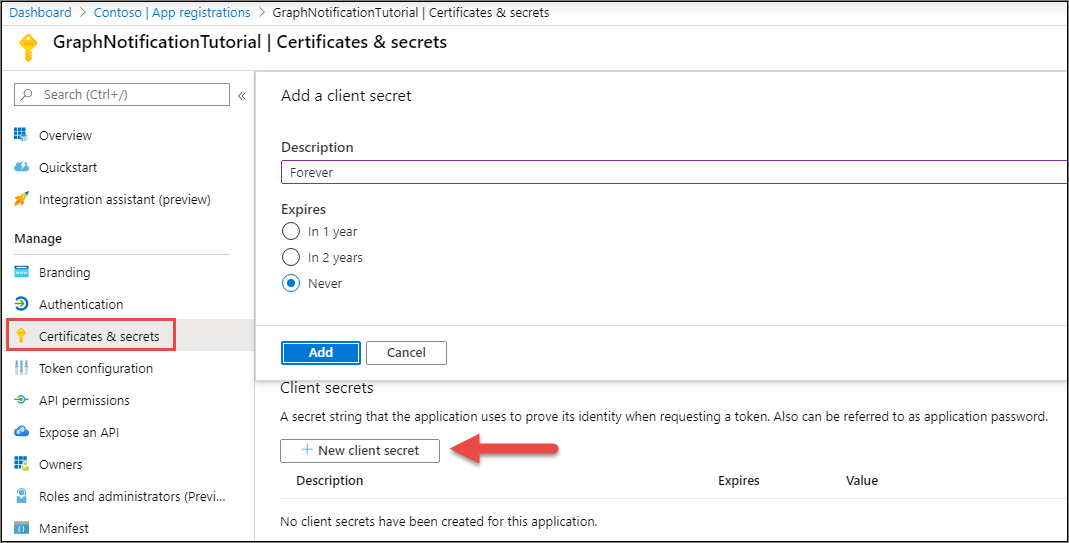 Dashboard > Contoso | App registrations > GraphNotificationTutorial | Certificates & secrets
GraphNotificationTutorial | Certificates & secrets
Search (Ctrl+/)
«
Overview
Quickstart
Integration assistant (preview)
Manage
Branding
Authentication
Certificates & secrets
Token configuration
API permissions
Expose an API
Owners
Roles and administrators (Previ...
Manifest
Add a client secret
Description
Forever
Expires
In 1 year
In 2 years
Never
Add Cancel
Client secrets
A secret string that the application uses to prove its identity when requesting a token. Also can be referred to as application password.
+ New client secret
Description Expires Value
No client secrets have been created for this application.